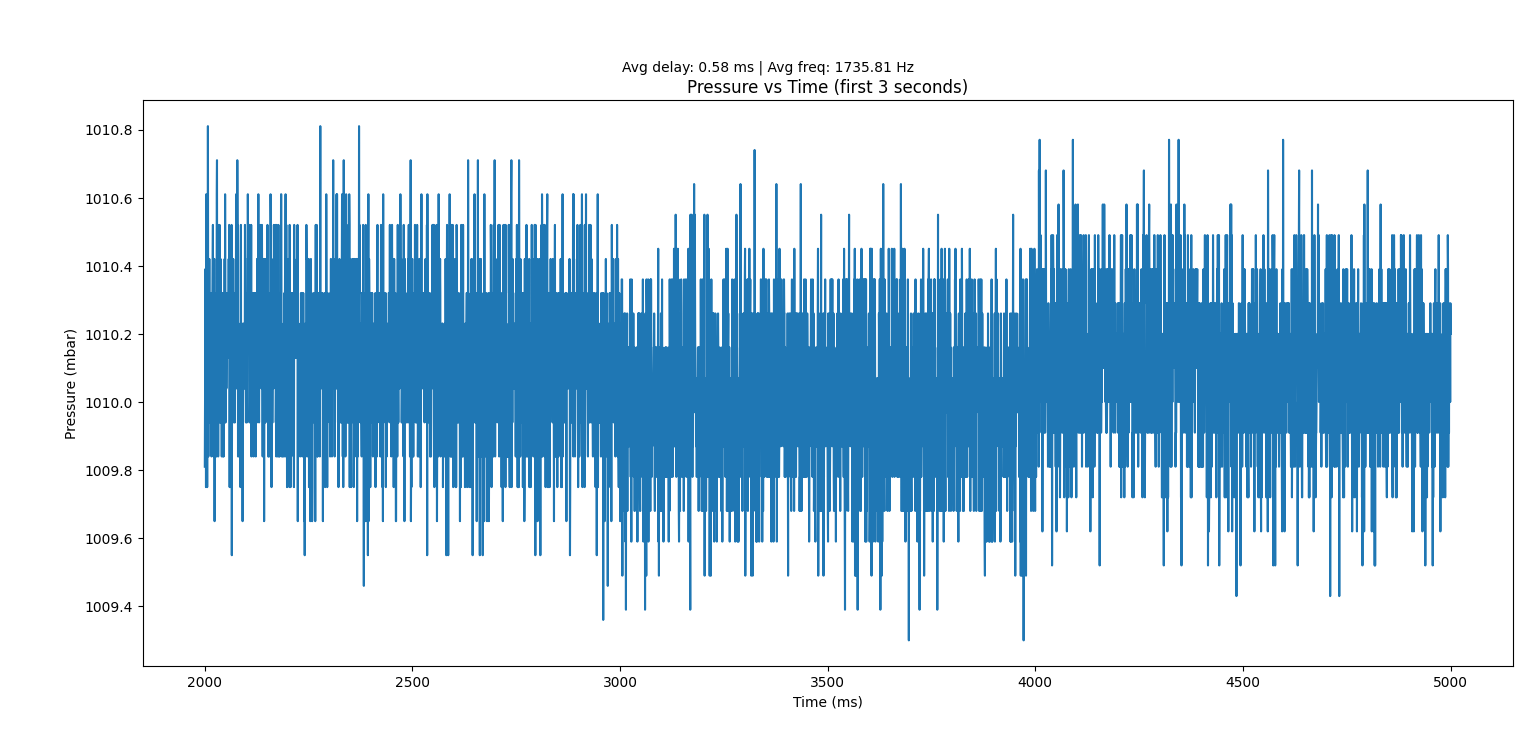 Avg delay: 0.58 ms | Avg freq: 1735.81 Hz
Pressure vs Time (first 3 seconds)
1010.8
1010.6
1010.4
1010.2
1010.0
1009.8
1009.6
1009.4
Pressure (mbar)
2000 2500 3000 3500 4000 4500 5000
Time (ms)